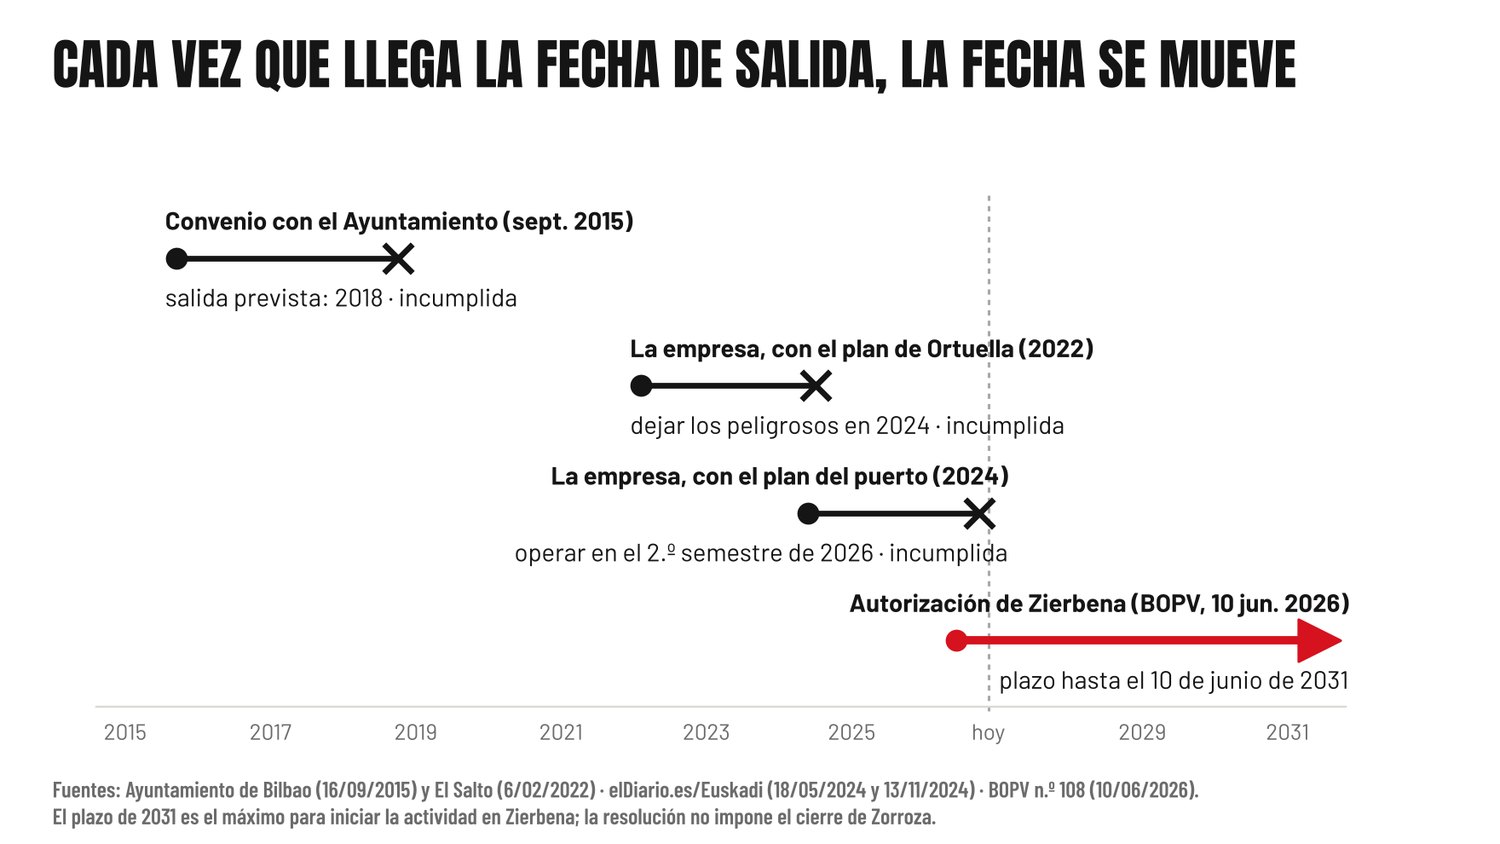 CADA VEZ QUE LLEGA LA FECHA DE SALIDA, LA FECHA SE MUEVE
Convenio con el Ayuntamiento (sept. 2015)
salida prevista: 2018 · incumplida
La empresa, con el plan de Ortuella (2022)
dejar los peligrosos en 2024 · incumplida
La empresa, con el plan del puerto (2024)
operar en el 2.º semestre de 2026 · incumplida
Autorización de Zierbena (BOPV, 10 jun. 2026)
plazo hasta el 10 de junio de 2031
2015 2017 2019 2021 2023 2025 hoy 2029 2031
Fuentes: Ayuntamiento de Bilbao (16/09/2015) y El Salto (6/02/2022) · elDiario.es/Euskadi (18/05/2024 y 13/11/2024) · BOPV n.º 108 (10/06/2026).
El plazo de 2031 es el máximo para iniciar la actividad en Zierbena; la resolución no impone el cierre de Zorroza.